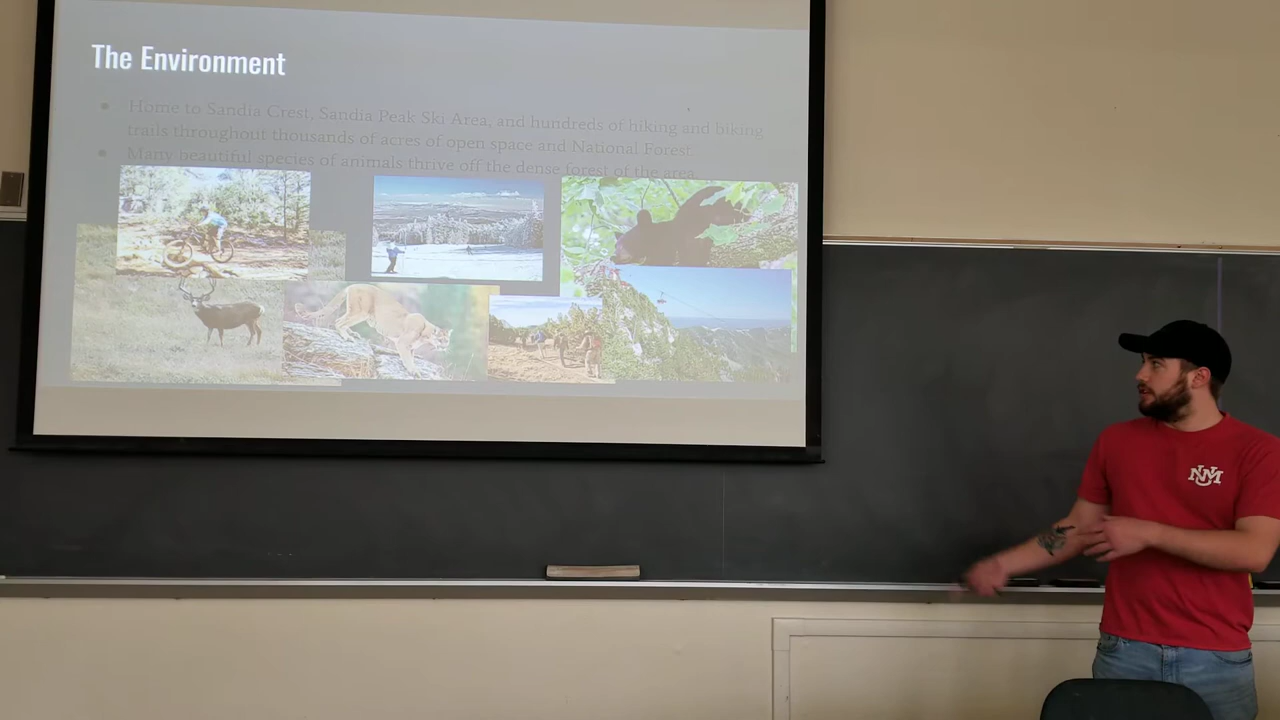 The Environment
Home to Sandia Crest, Sandia Peak Ski Area, and hundreds of hiking and biking
trails throughout thousands of acres of open space and National Forest.
Many beautiful species of animals thrive off the dense forest of the area.
UNM